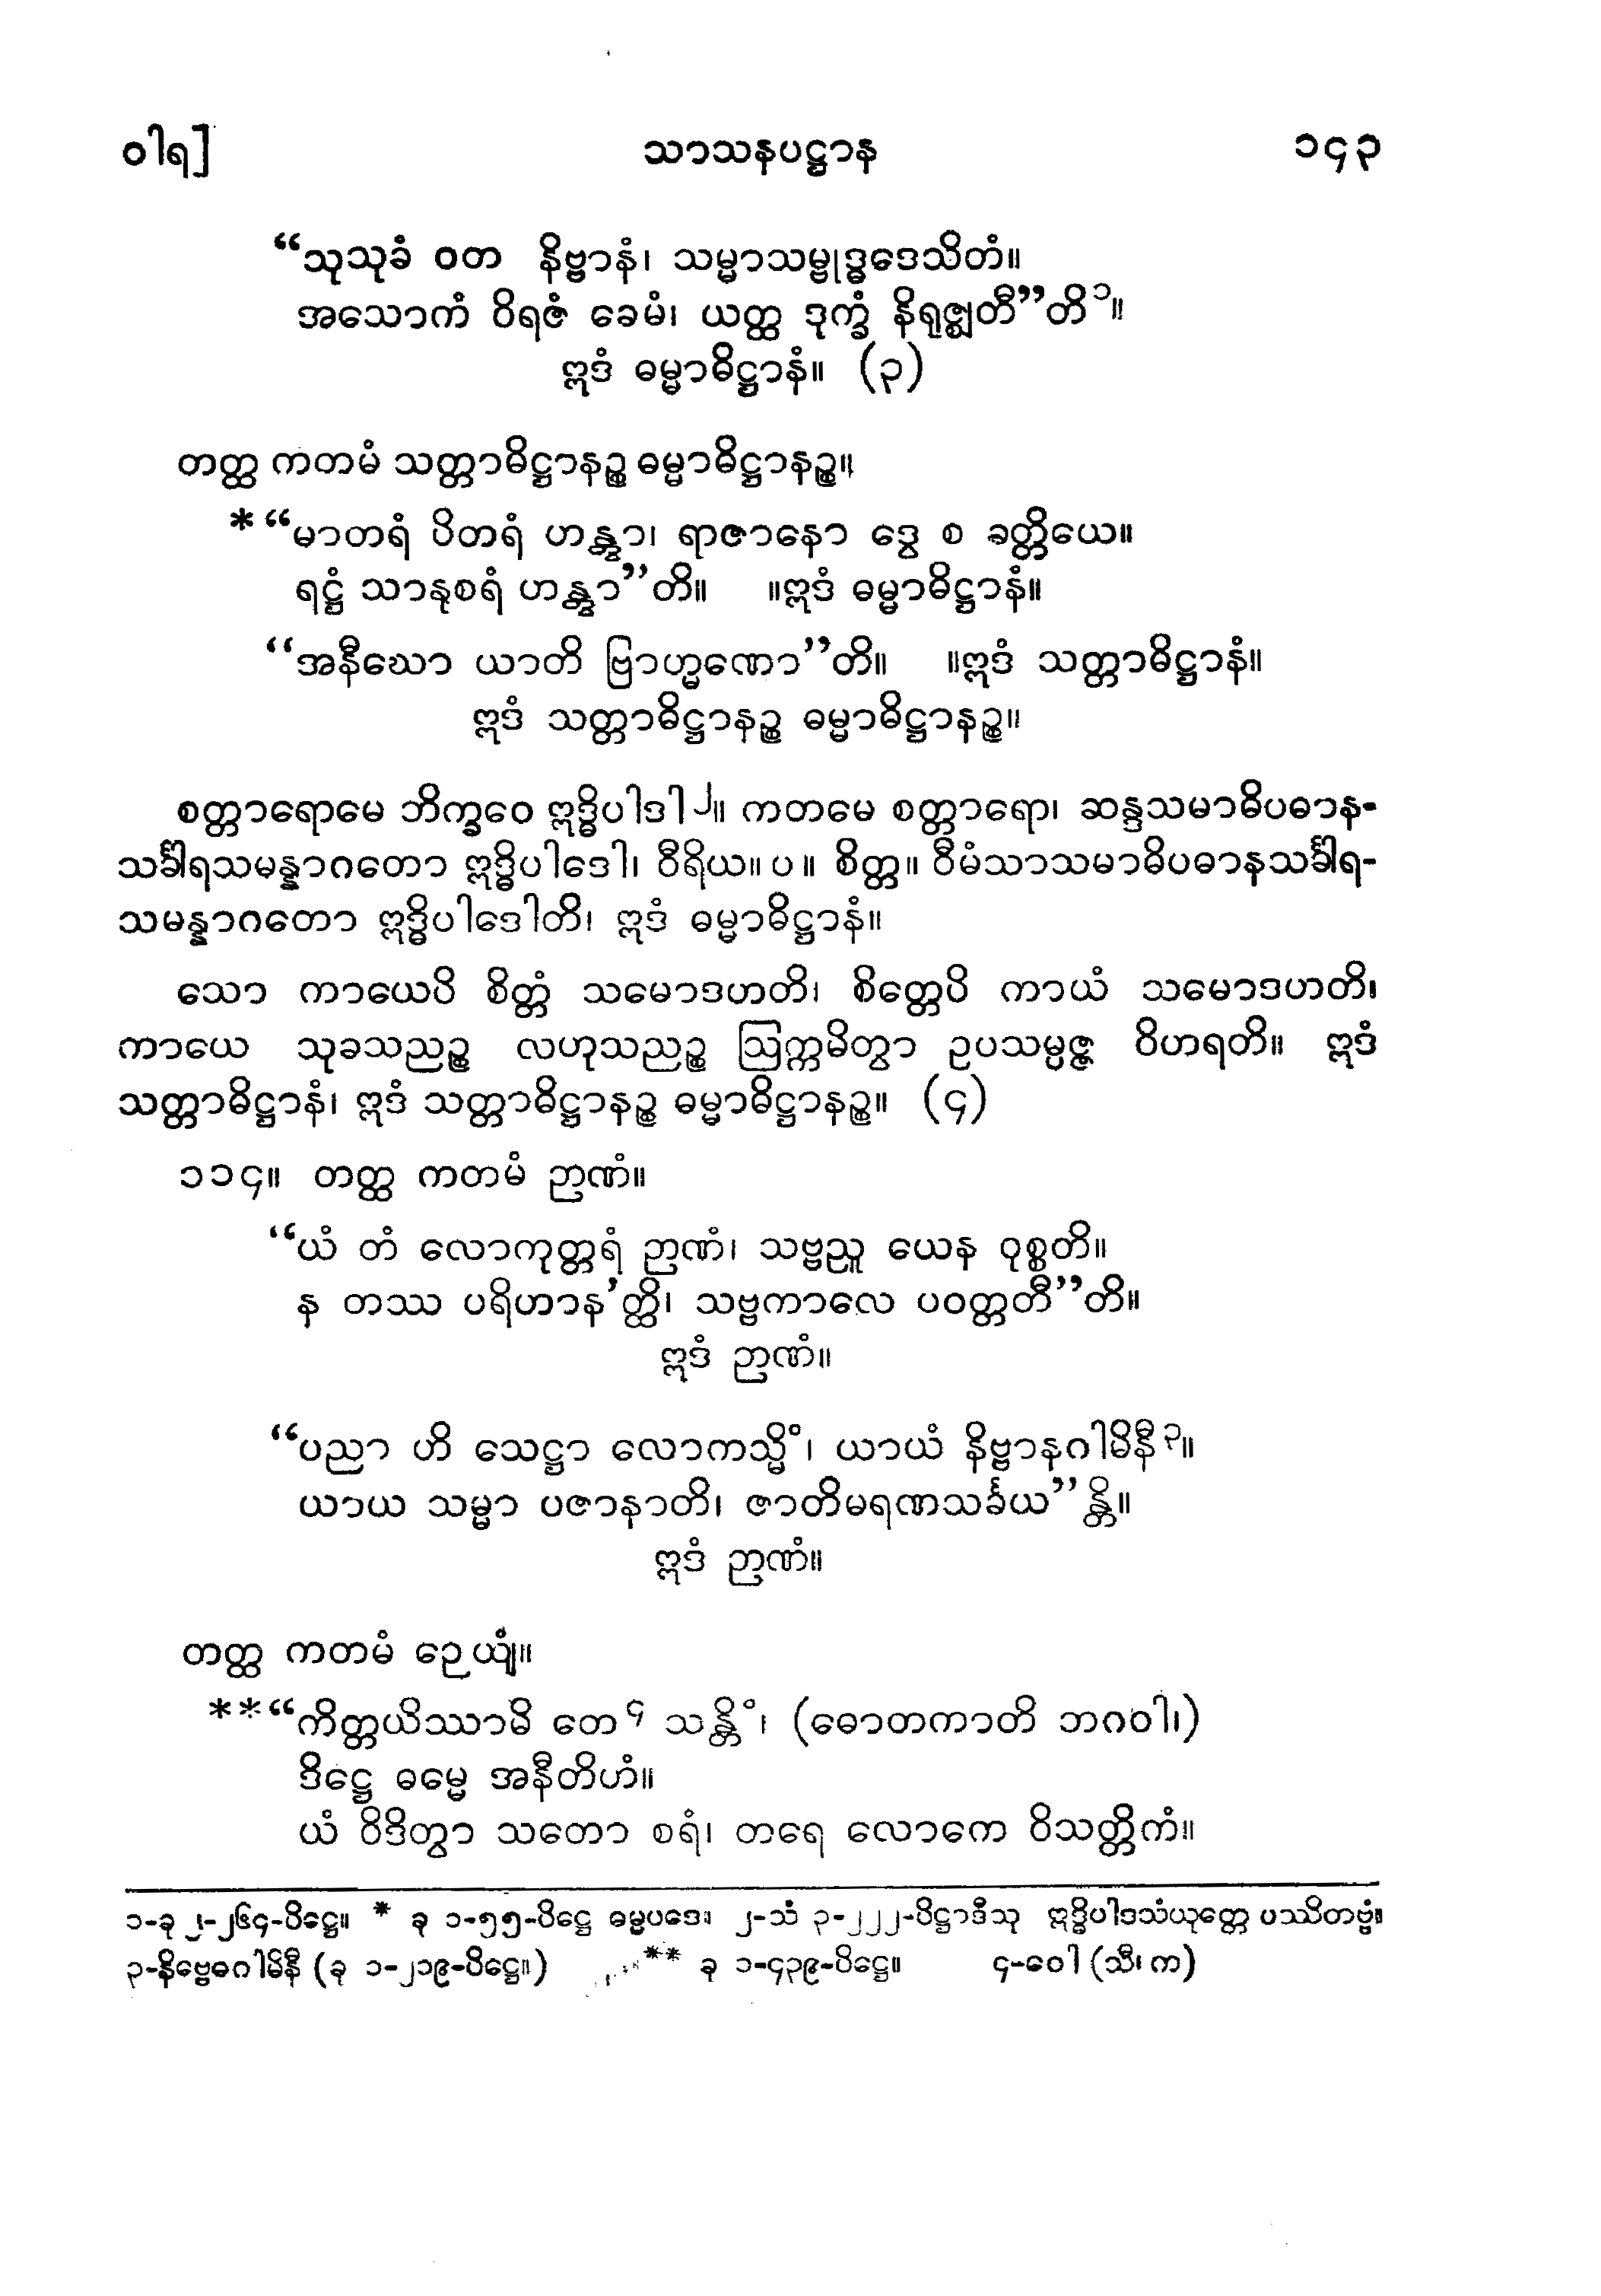 ဝါရ] သာသနပဋ္ဌာန ၁၄၃
“သုသုခံ ဝတ နိဗ္ဗာနံ၊ သမ္မာသမ္ဗုဒ္ဓဒေသိတံ။
အသောကံ ဝိရဇံ ခေမံ၊ ယတ္ထ ဒုက္ခံ နိရုဇ္ဈတီ”တိ၁။
ဣဒံ ဓမ္မာဓိဋ္ဌာနံ။ (၃)
တတ္ထ ကတမံ သတ္တာဓိဋ္ဌာနဉ္စ ဓမ္မာဓိဋ္ဌာနဉ္စ။
* “မာတရံ ပိတရံ ဟန္တွာ၊ ရာဇာနော ဒွေ စ ခတ္တိယေ။
ရဋ္ဌံ သာနုစရံ ဟန္တွာ”တိ။ ။ဣဒံ ဓမ္မာဓိဋ္ဌာနံ။
“အနီဃော ယာတိ ဗြာဟ္မဏော”တိ။ ။ဣဒံ သတ္တာဓိဋ္ဌာနံ။
ဣဒံ သတ္တာဓိဋ္ဌာနဉ္စ ဓမ္မာဓိဋ္ဌာနဉ္စ။
စတ္တာရောမေ ဘိက္ခဝေ ဣဒ္ဓိပါဒါ၂။ ကတမေ စတ္တာရော၊ ဆန္ဒသမာဓိပဓာန-
သင်္ခါရသမန္နာဂတော ဣဒ္ဓိပါဒေါ၊ ဝီရိယ။ ပ ။ စိတ္တ။ ဝီမံသာသမာဓိပဓာနသင်္ခါရ-
သမန္နာဂတော ဣဒ္ဓိပါဒေါတိ၊ ဣဒံ ဓမ္မာဓိဋ္ဌာနံ။
သော ကာယေပိ စိတ္တံ သမောဒဟတိ၊ စိတ္တေပိ ကာယံ သမောဒဟတိ၊
ကာယေ သုခသညဉ္စ လဟုသညဉ္စ ဩက္ကမိတွာ ဥပသမ္ပဇ္ဇ ဝိဟရတိ။ ဣဒံ
သတ္တာဓိဋ္ဌာနံ၊ ဣဒံ သတ္တာဓိဋ္ဌာနဉ္စ ဓမ္မာဓိဋ္ဌာနဉ္စ။ (၄)
၁၁၄။ တတ္ထ ကတမံ ဉာဏံ။
“ယံ တံ လောကုတ္တရံ ဉာဏံ၊ သဗ္ဗညူ ယေန ဝုစ္စတိ။
န တဿ ပရိဟာန’တ္ထိ၊ သဗ္ဗကာလေ ပဝတ္တတီ”တိ။
ဣဒံ ဉာဏံ။
“ပညာ ဟိ သေဋ္ဌာ လောကသ္မိံ၊ ယာယံ နိဗ္ဗာနဂါမိနီ၃။
ယာယ သမ္မာ ပဇာနာတိ၊ ဇာတိမရဏသင်္ခယ”န္တိ။
ဣဒံ ဉာဏံ။
တတ္ထ ကတမံ ဉေယျံ။
**“ကိတ္တယိဿာမိ တေ၄ သန္တိံ၊ (ဓောတကာတိ ဘဂဝါ၊)
ဒိဋ္ဌေ ဓမ္မေ အနီတိဟံ။
ယံ ဝိဒိတွာ သတော စရံ၊ တရေ လောကေ ဝိသတ္တိကံ။
၁-ခု ၂-၂၆၄-ပိဋ္ဌေ။ * ခု ၁-၅၅-ပိဋ္ဌေ ဓမ္မပဒေ။ ၂-သံ ၃-၂၂၂-ပိဋ္ဌာဒီသု ဣဒ္ဓိပါဒသံယုတ္တေ ပဿိတဗ္ဗံ။
၃-နိဗ္ဗေဓဂါမိနီ (ခု ၁-၂၁၉-ပိဋ္ဌေ။) ** ခု ၁-၄၃၉-ပိဋ္ဌေ။ ၄-ဝေါ (သီ၊ က)